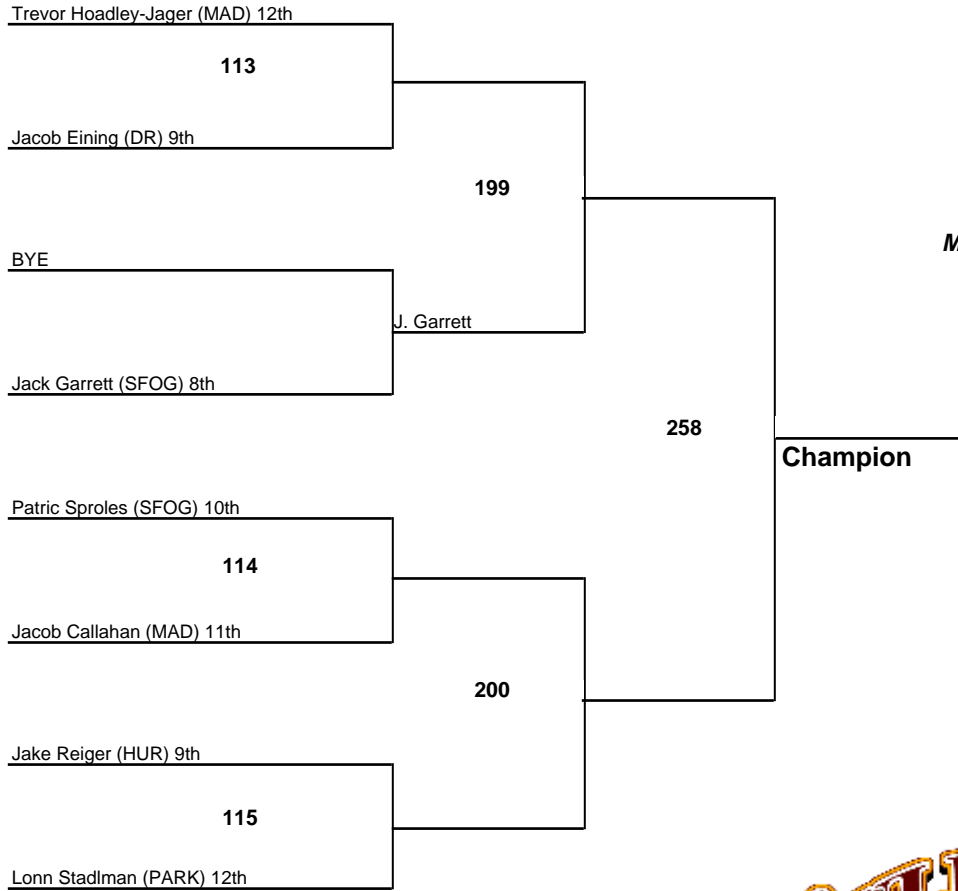 Trevor Hoadley-Jager (MAD) 12th
113
Jacob Eining (DR) 9th
199
BYE
J. Garrett
Jack Garrett (SFOG) 8th
258
Champion
Patric Sproles (SFOG) 10th
114
Jacob Callahan (MAD) 11th
200
Jake Reiger (HUR) 9th
115
Lonn Stadlman (PARK) 12th